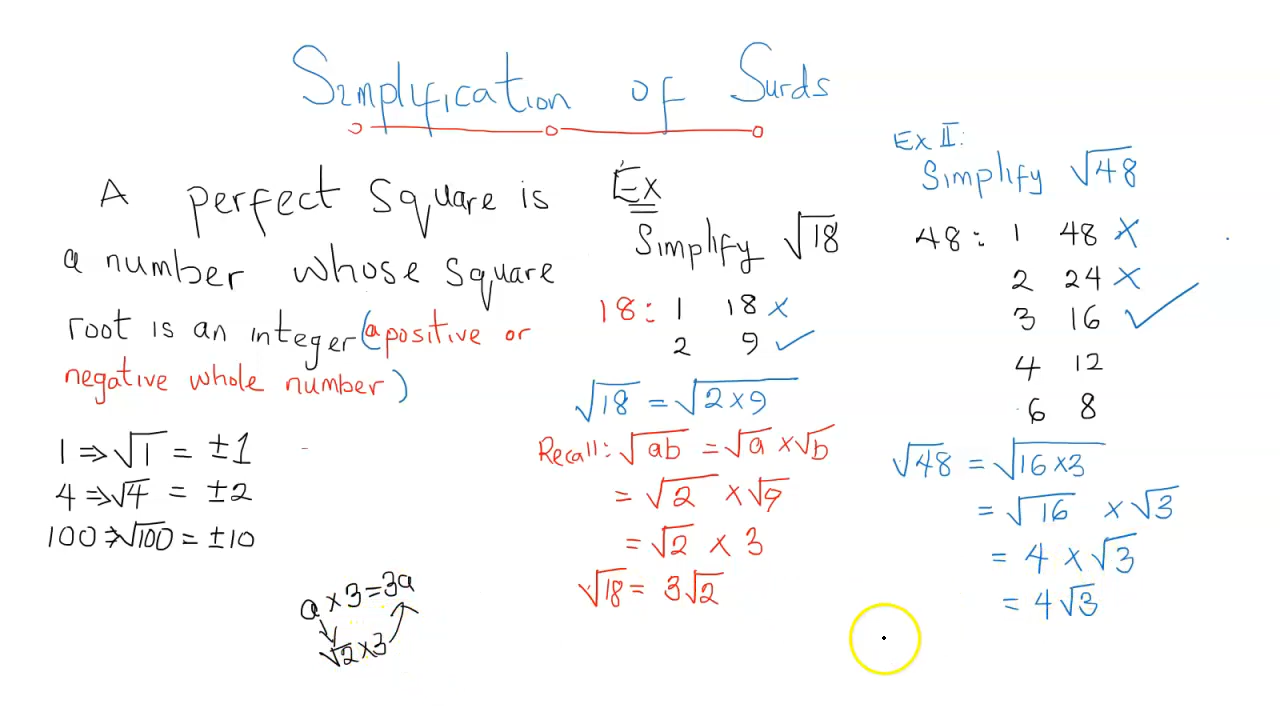 Simplification of Surds
A perfect square is
a number whose square
root is an integer (a positive or
negative whole number)
1 ⇒ √1 = ±1
4 ⇒ √4 = ±2
100 ⇒ √100 = ±10
a × 3 = 3a
√2 × 3
Ex
Simplify √18
18 : 1 18 ×
2 9 ✓
√18 = √(2 × 9)
Recall: √ab = √a × √b
= √2 × √9
= √2 × 3
√18 = 3√2
Ex II:
Simplify √48
48 : 1 48 ×
2 24 ×
3 16 ✓
4 12
6 8
√48 = √(16 × 3)
= √16 × √3
= 4 × √3
= 4√3